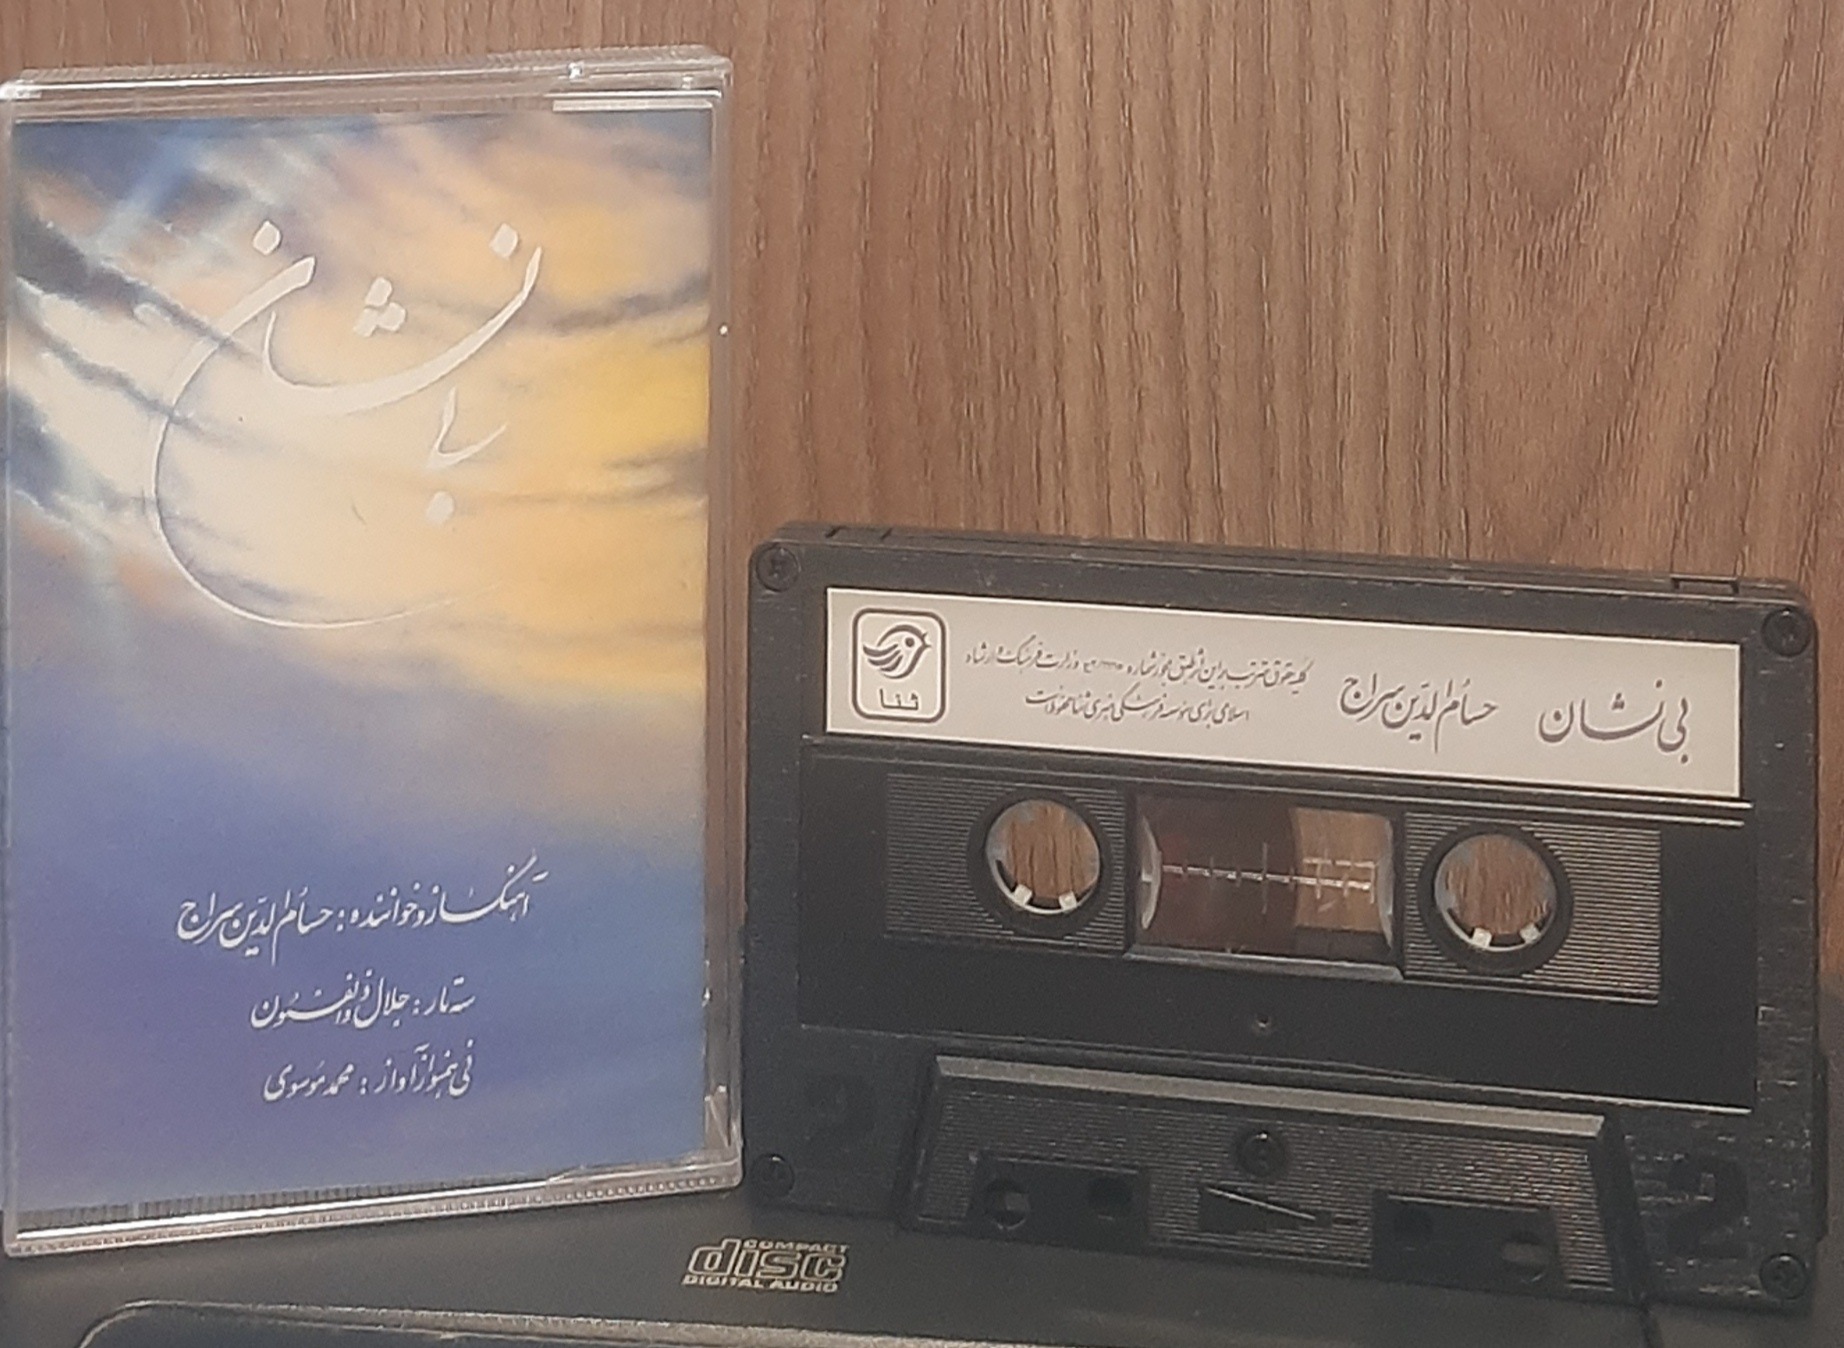 بی نشان
آهنگساز و خواننده : حسام الدین سراج
سه تار : جلال ذوالفنون
نی همنواز آواز : محمد موسوی
بی نشان حسام الدین سراج
کلیه حقوق مترتب بر این اثر طبق مجوز شماره وزارت فرهنگ و ارشاد
اسلامی برای موسسه فرهنگی هنری ثنا محفوظ است
ثنا
2
COMPACT
disc
DIGITAL AUDIO